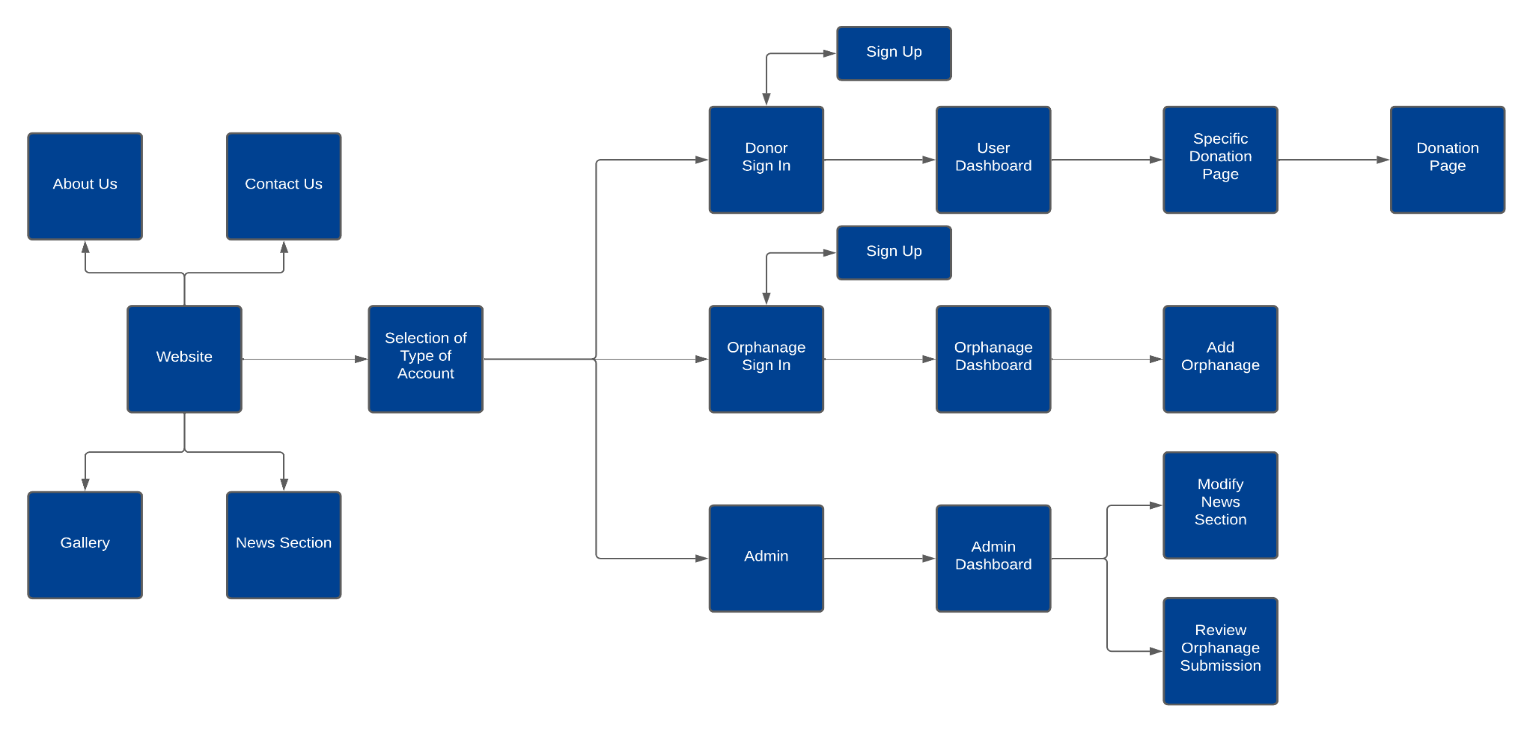 Sign Up
Donor
Sign In
User
Dashboard
Specific
Donation
Page
Donation
Page
About Us
Contact Us
Sign Up
Website
Selection of
Type of
Account
Orphanage
Sign In
Orphanage
Dashboard
Add
Orphanage
Gallery
News Section
Admin
Admin
Dashboard
Modify
News
Section
Review
Orphanage
Submission